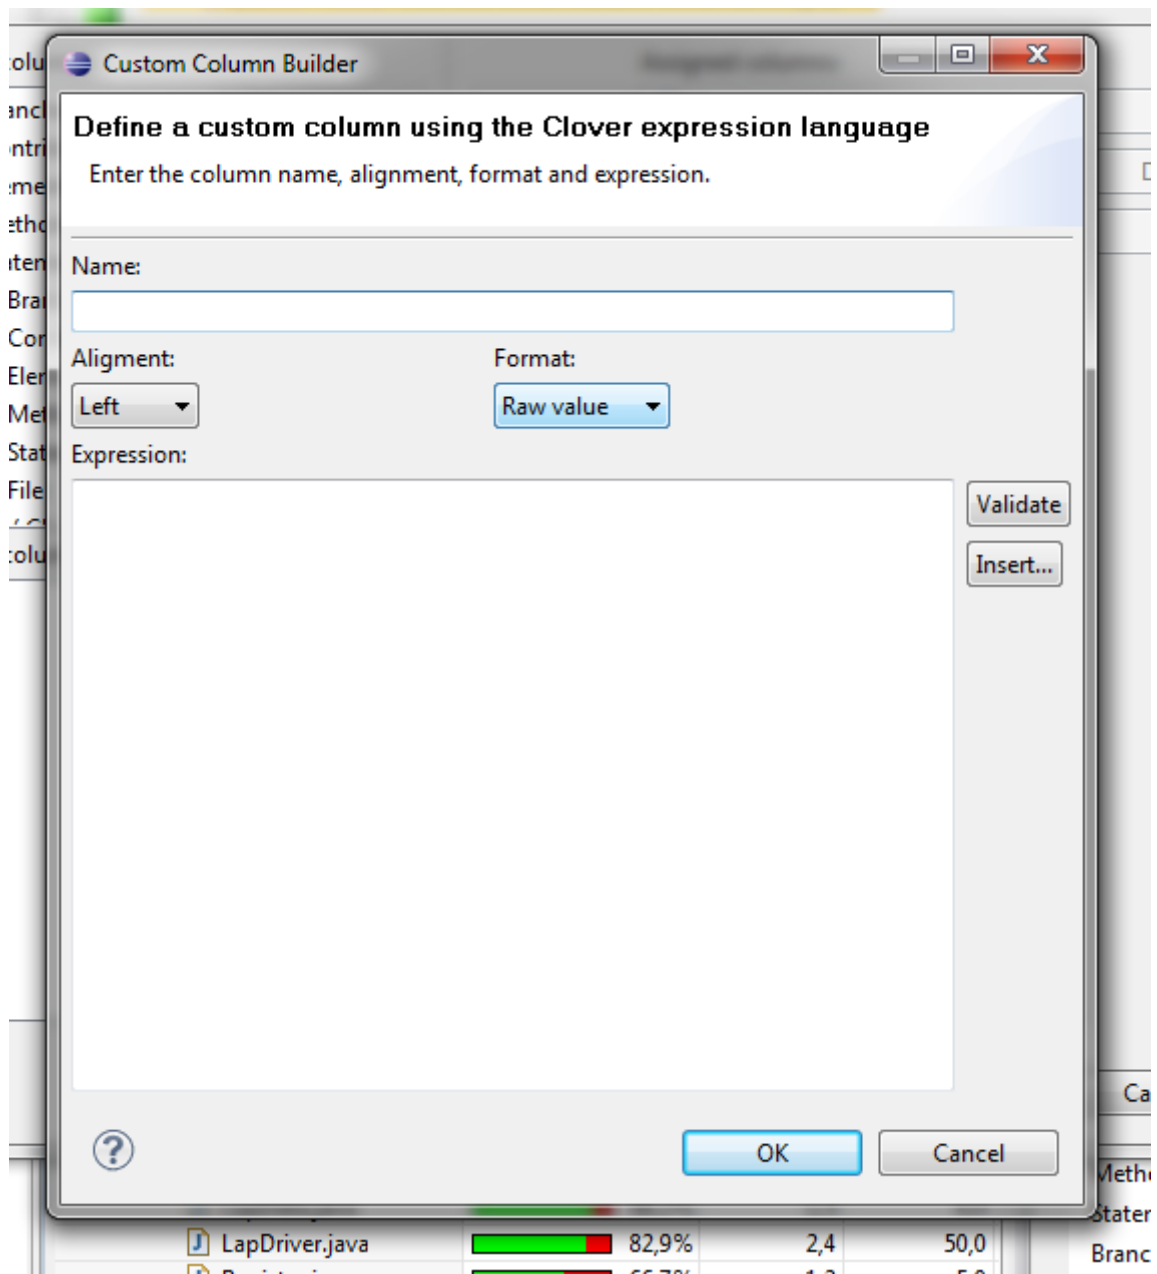 Custom Column Builder
Assigned columns
Define a custom column using the Clover expression language
Enter the column name, alignment, format and expression.
Name:
Aligment:
Format:
Left
Raw value
Expression:
Validate
Insert...
OK
Cancel
LapDriver.java 82,9% 2,4 50,0